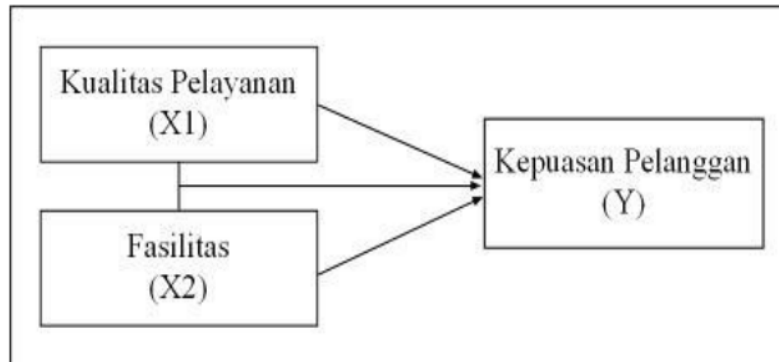 Kualitas Pelayanan
(X1)
Kepuasan Pelanggan
(Y)
Fasilitas
(X2)